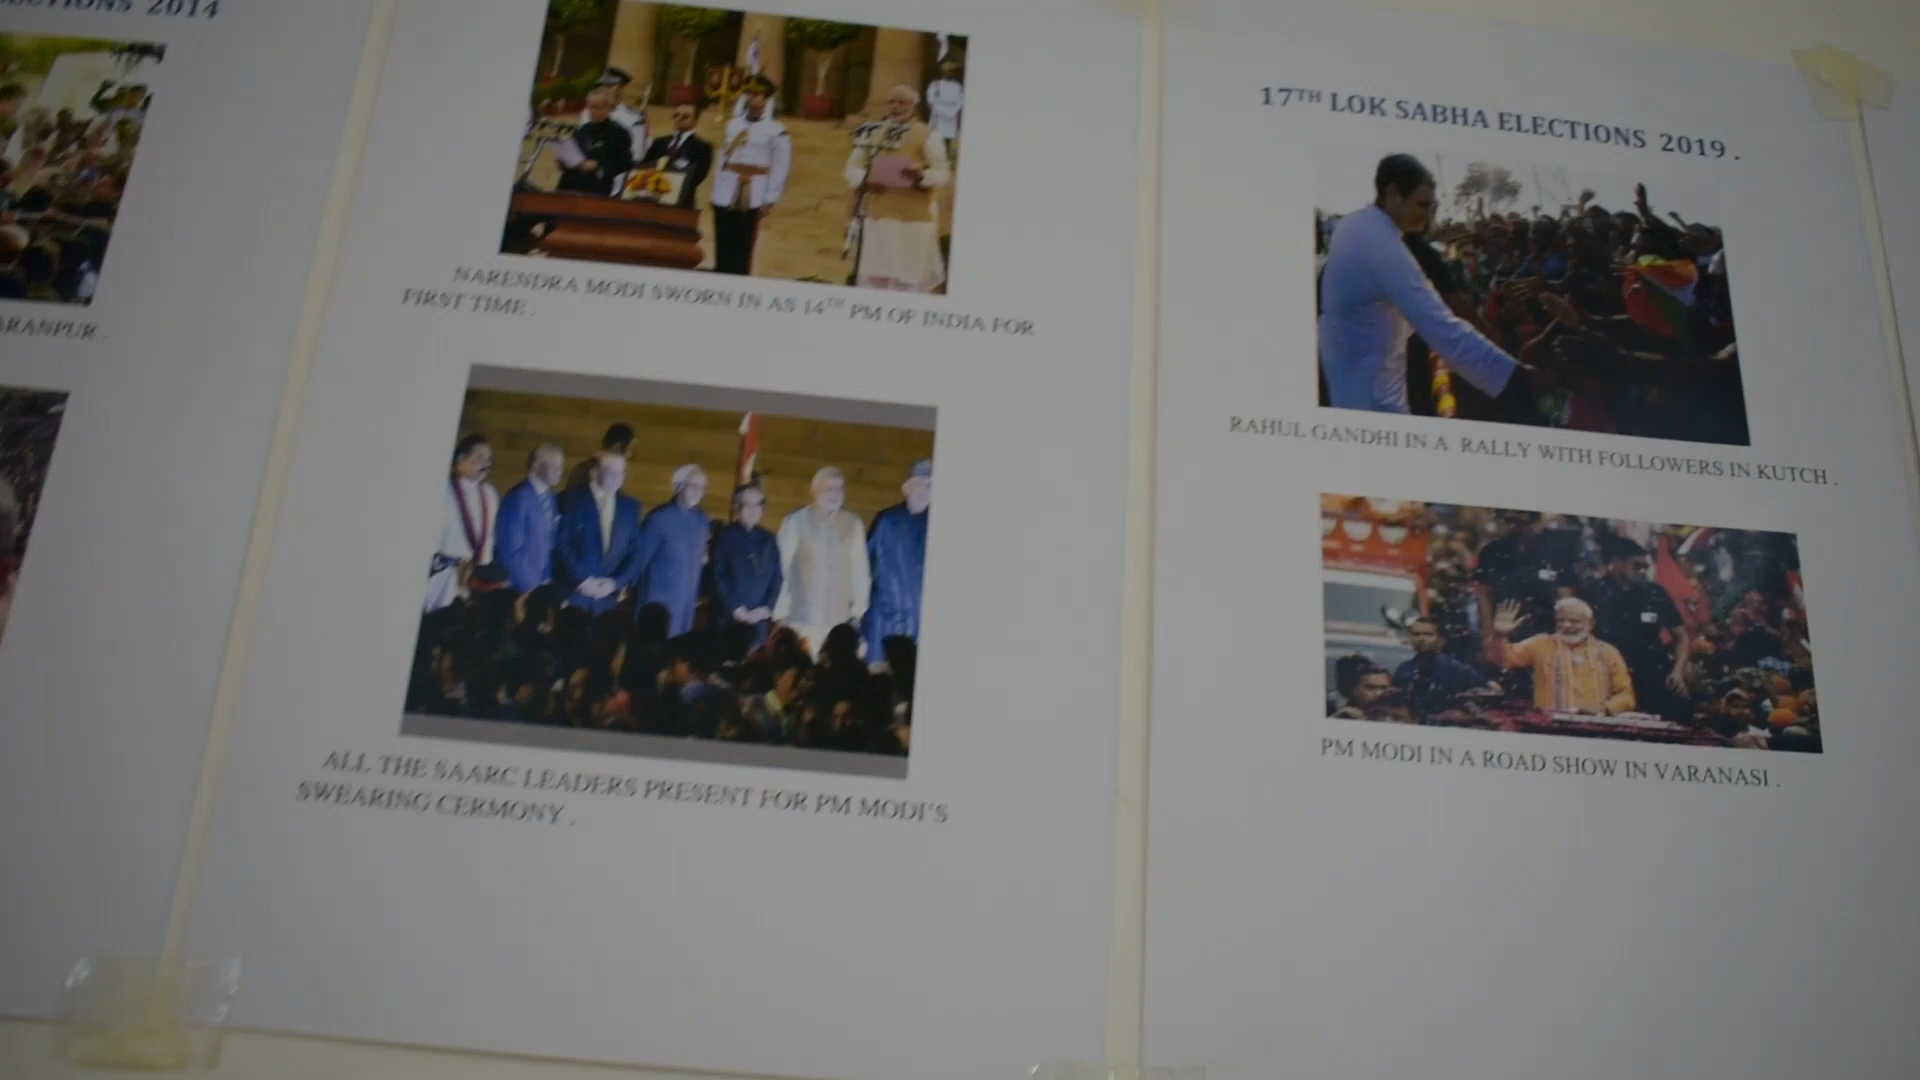 2014
ARANPUR .
NARENDRA MODI SWORN IN AS 14TH PM OF INDIA FOR
FIRST TIME .
ALL THE SAARC LEADERS PRESENT FOR PM MODI'S
SWEARING CERMONY .
17TH LOK SABHA ELECTIONS 2019 .
RAHUL GANDHI IN A RALLY WITH FOLLOWERS IN KUTCH .
PM MODI IN A ROAD SHOW IN VARANASI .